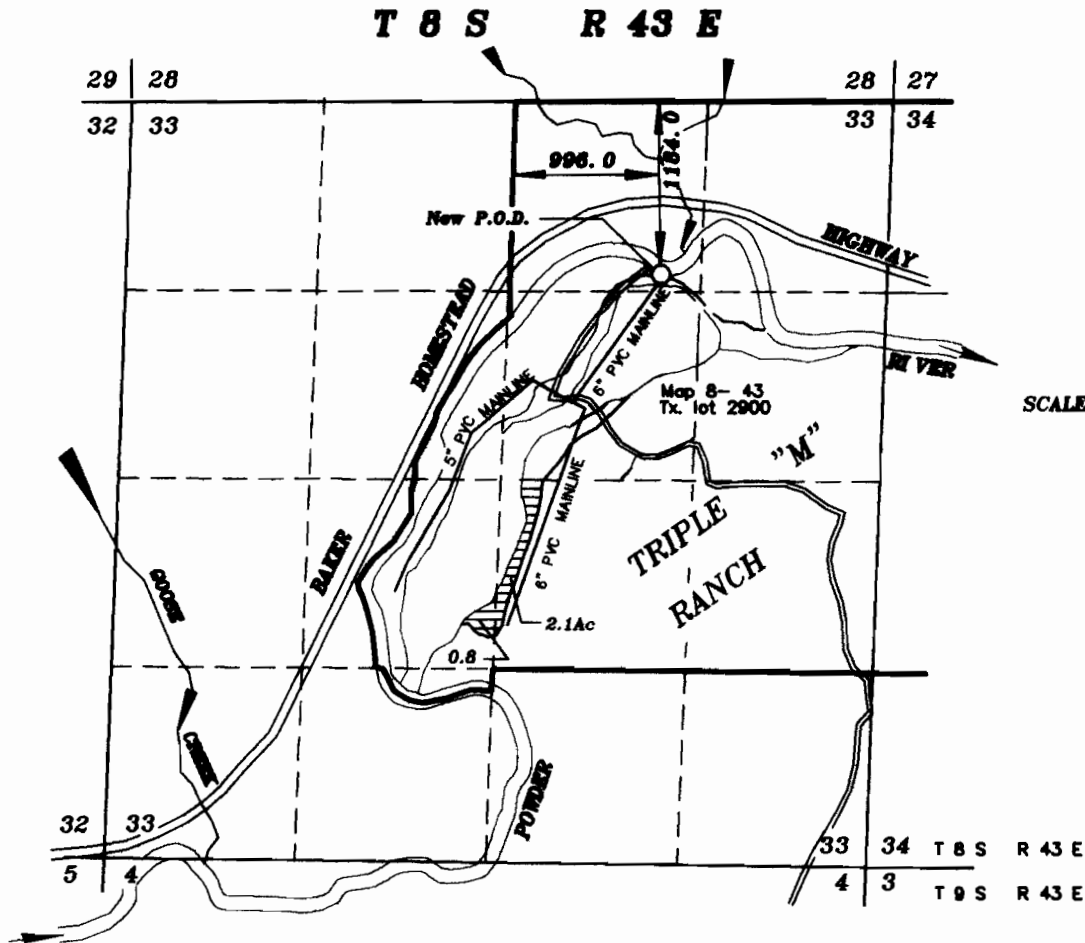 T 8 S R 43 E
29 28
28 27
32 33
33 34
996.0
1184.0
New P.O.D.
HIGHWAY
HOMESTEAD
6" PVC MAINLINE
RIVER
5" PVC MAINLINE
Map 8- 43
Tx. lot 2900
SCALE
"M"
6" PVC MAINLINE
TRIPLE
RANCH
BAKER
GOOSE
2.1Ac
0.8
CREEK
POWDER
32 33
33 34 T 8 S R 43 E
5 4
4 3 T 9 S R 43 E